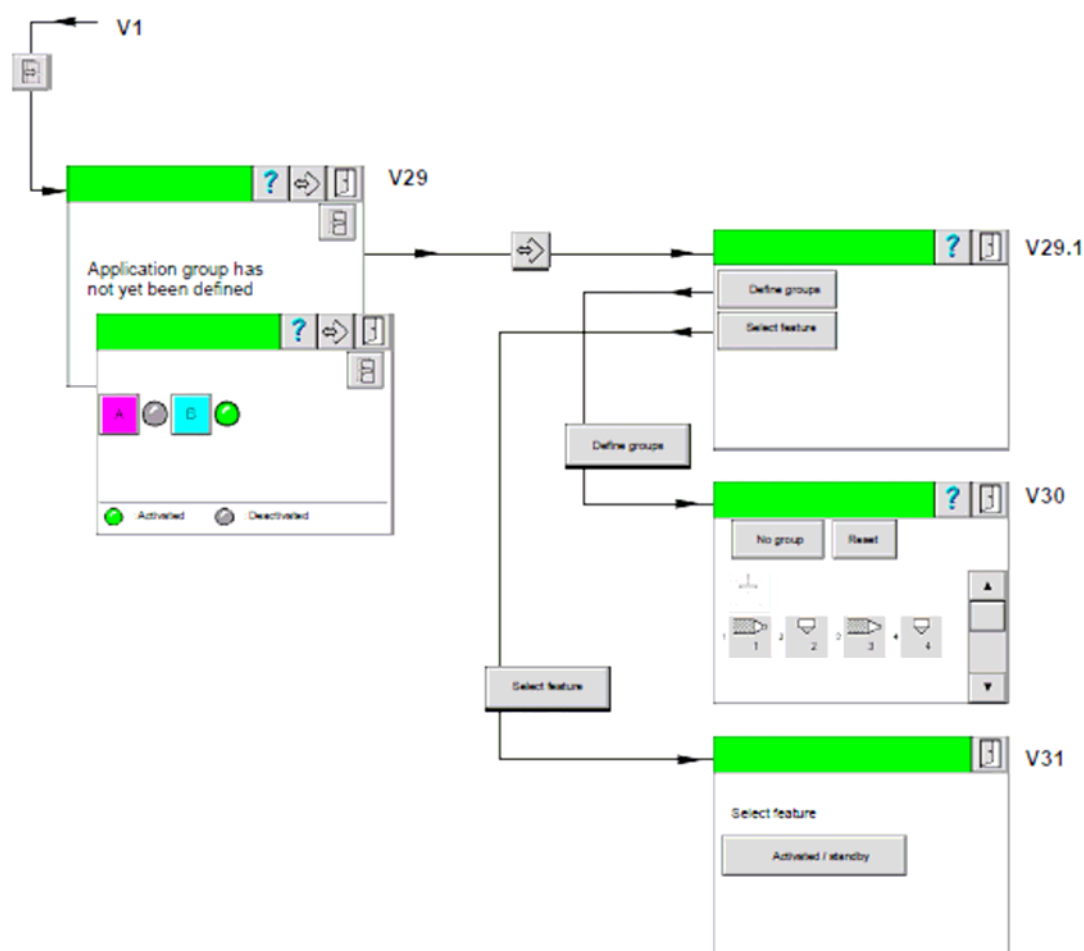 V1
V29
?
Application group has
not yet been defined
?
A B
Activated Deactivated
V29.1
?
Define groups
Select feature
Define groups
V30
?
No group Reset
1 2 3 4
Select feature
V31
Select feature
Activated / standby